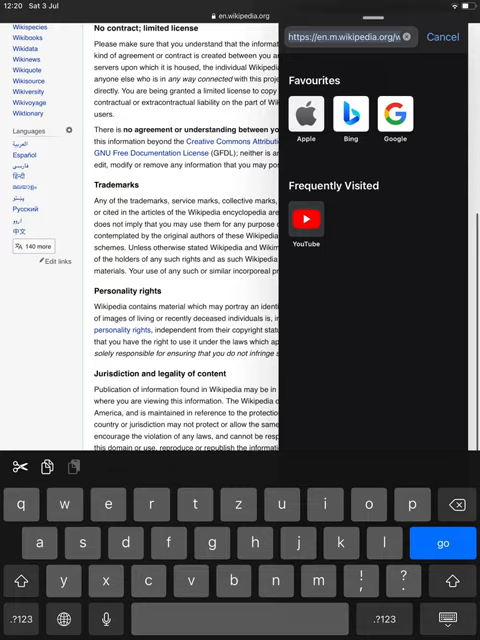 12:20 Sat 3 Jul
en.wikipedia.org
Wikispecies
Wikibooks
Wikidata
Wikinews
Wikiquote
Wikisource
Wikiversity
Wikivoyage
Wiktionary
Languages
العربية
Español
فارسی
हिन्दी
മലയാളം
پښتو
Русский
اردو
中文
140 more
Edit links
No contract; limited license
Please make sure that you understand that the informat
kind of agreement or contract is created between you ar
servers upon which it is housed, the individual Wikipedia
anyone else who is in any way connected with this proje
directly. You are being granted a limited license to copy
contractual or extracontractual liability on the part of Wik
users.
There is no agreement or understanding between yo
this information beyond the Creative Commons Attributi
GNU Free Documentation License (GFDL); neither is an
edit, modify or remove any information that you may pos
Trademarks
Any of the trademarks, service marks, collective marks,
or cited in the articles of the Wikipedia encyclopedia are
does not imply that you may use them for any purpose o
contemplated by the original authors of these Wikipedia
schemes. Unless otherwise stated Wikipedia and Wikim
of the holders of any such rights and as such Wikipedia
materials. Your use of any such or similar incorporeal pr
Personality rights
Wikipedia contains material which may portray an identi
of images of living or recently deceased individuals is, i
personality rights, independent from their copyright statu
that you have the right to use it under the laws which ap
solely responsible for ensuring that you do not infringe s
Jurisdiction and legality of content
Publication of information found in Wikipedia may be in
where you are viewing this information. The Wikipedia d
America, and is maintained in reference to the protectio
country or jurisdiction may not protect or allow the same
encourage the violation of any laws, and cannot be resp
this domain or use, reproduce or republish the informati
https://en.m.wikipedia.org/w
Cancel
Favourites
Apple
Bing
Google
Frequently Visited
YouTube
q w e r t z u i o p
a s d f g h j k l go
y x c v b n m ! , ? .
.?123 .?123